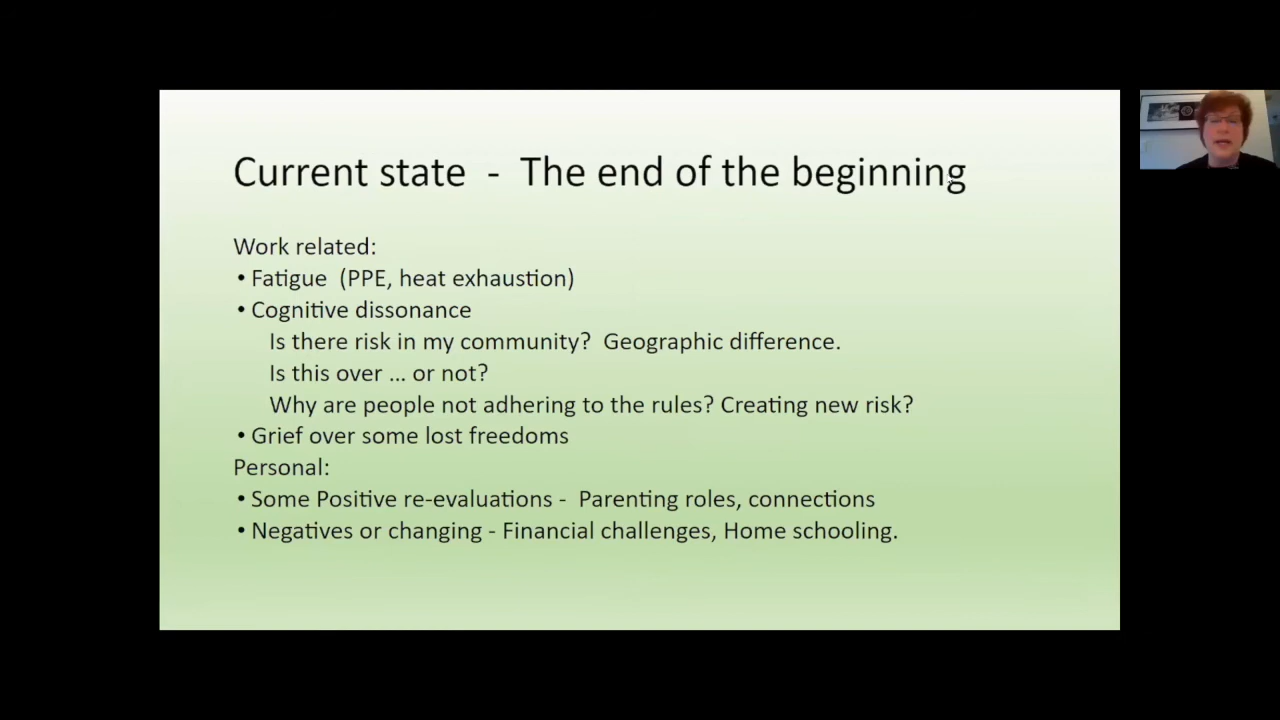 Current state - The end of the beginning
Work related:
• Fatigue (PPE, heat exhaustion)
• Cognitive dissonance
Is there risk in my community? Geographic difference.
Is this over ... or not?
Why are people not adhering to the rules? Creating new risk?
• Grief over some lost freedoms
Personal:
• Some Positive re-evaluations - Parenting roles, connections
• Negatives or changing - Financial challenges, Home schooling.